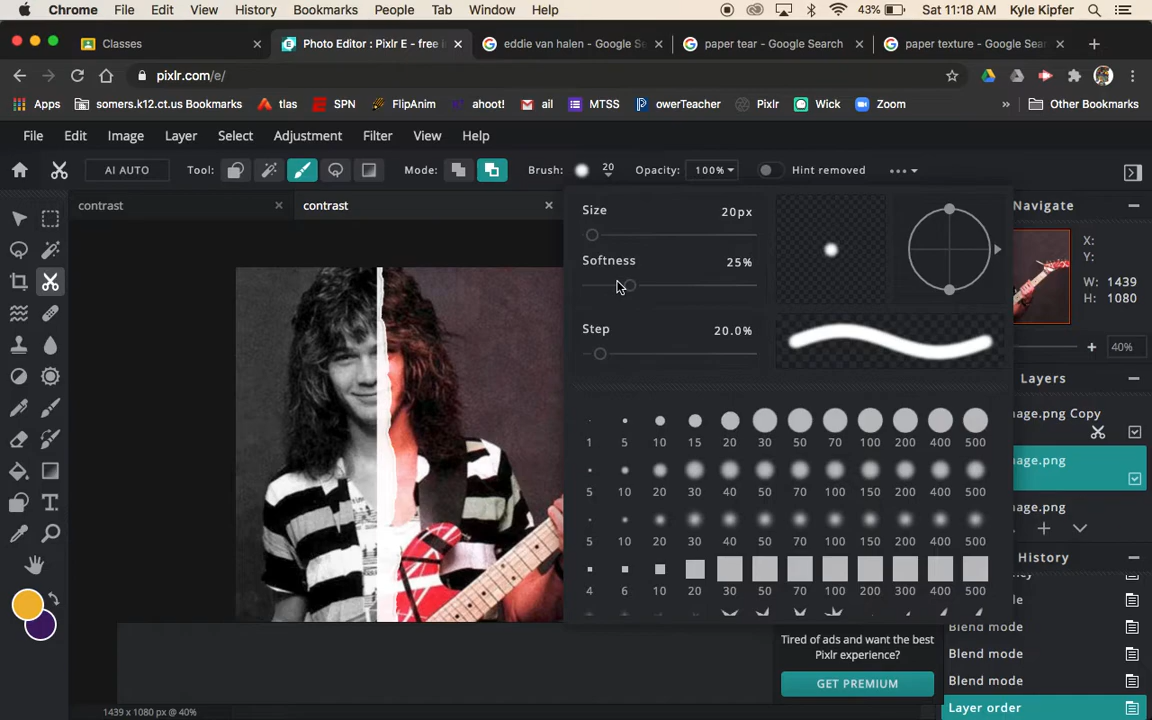 Chrome File Edit View History Bookmarks People Tab Window Help 43% Sat 11:18 AM Kyle Kipfer
Classes Photo Editor : Pixlr E - free eddie van halen - Google Se paper tear - Google Search paper texture - Google Sea
pixlr.com/e/
Apps somers.k12.ct.us Bookmarks tlas SPN FlipAnim ahoot! ail MTSS owerTeacher Pixlr Wick Zoom » Other Bookmarks
File Edit Image Layer Select Adjustment Filter View Help
AI AUTO Tool: Mode: Brush: 20 Opacity: 100% Hint removed
contrast contrast
Size 20px
Softness 25%
Step 20.0%
1 5 10 15 20 30 50 70 100 200 400 500
5 10 20 30 40 50 70 100 150 200 400 500
5 10 20 30 40 50 70 100 150 200 400 500
4 6 10 20 30 40 50 70 100 200 300 400
Navigate
X:
Y:
W: 1439
H: 1080
40%
Layers
age.png Copy
age.png
age.png
History
Blend mode
Blend mode
Blend mode
Layer order
Tired of ads and want the best
Pixlr experience?
GET PREMIUM
1439 x 1080 px @ 40%